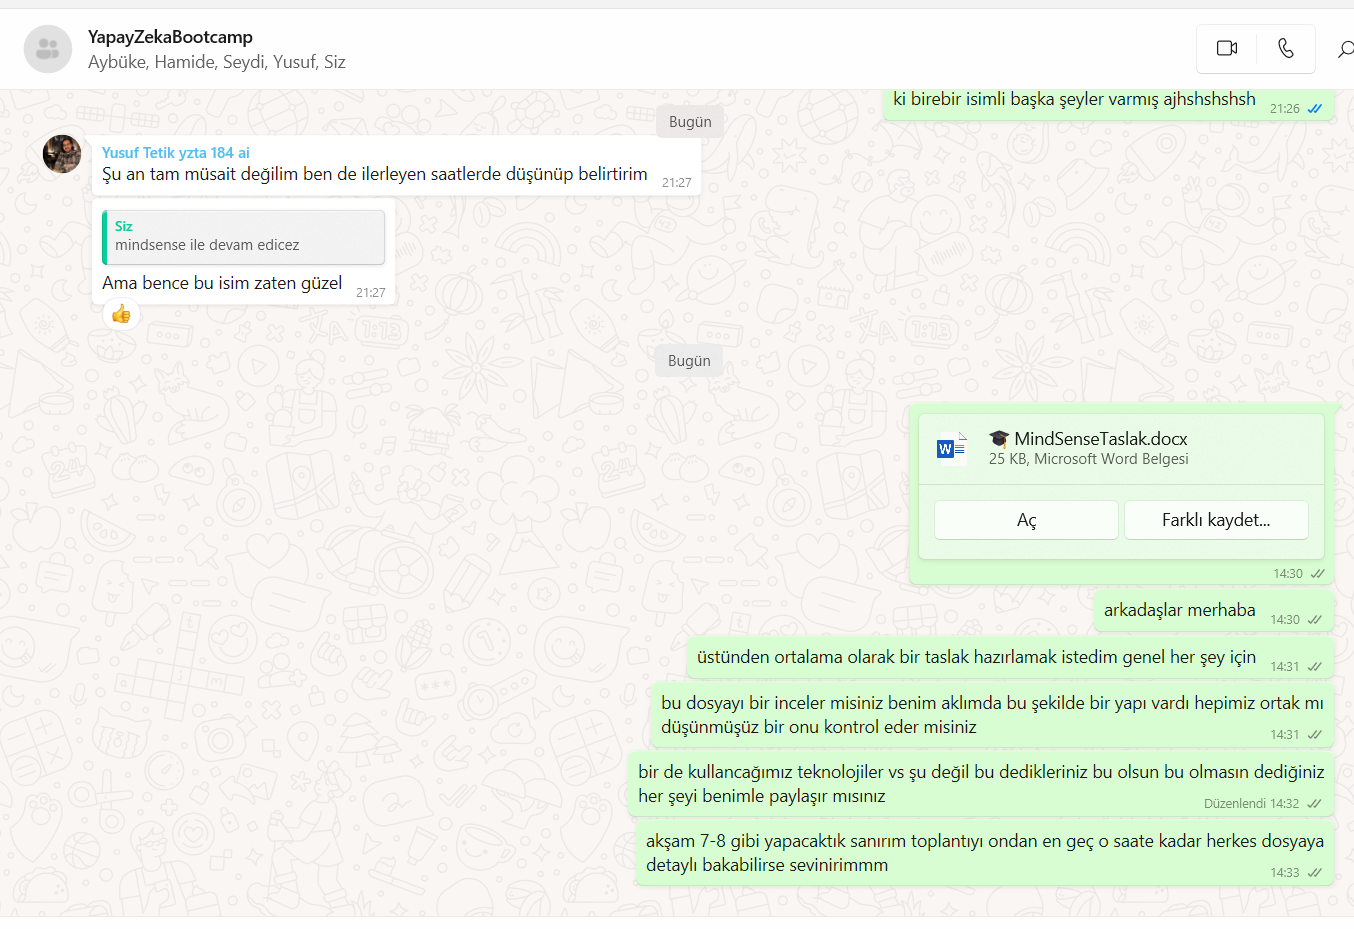 YapayZekaBootcamp
Aybüke, Hamide, Seydi, Yusuf, Siz
ki birebir isimli başka şeyler varmış ajhshshshsh
21:26
Bugün
Yusuf Tetik yzta 184 ai
Şu an tam müsait değilim ben de ilerleyen saatlerde düşünüp belirtirim
21:27
Siz
mindsense ile devam edicez
Ama bence bu isim zaten güzel
21:27
Bugün
MindSenseTaslak.docx
25 KB, Microsoft Word Belgesi
Aç
Farklı kaydet...
14:30
arkadaşlar merhaba
14:30
üstünden ortalama olarak bir taslak hazırlamak istedim genel her şey için
14:31
bu dosyayı bir inceler misiniz benim aklımda bu şekilde bir yapı vardı hepimiz ortak mı
düşünmüşüz bir onu kontrol eder misiniz
14:31
bir de kullancağımız teknolojiler vs şu değil bu dedikleriniz bu olsun bu olmasın dediğiniz
her şeyi benimle paylaşır mısınız
Düzenlendi 14:32
akşam 7-8 gibi yapacaktık sanırım toplantıyı ondan en geç o saate kadar herkes dosyaya
detaylı bakabilirse sevinirimmm
14:33